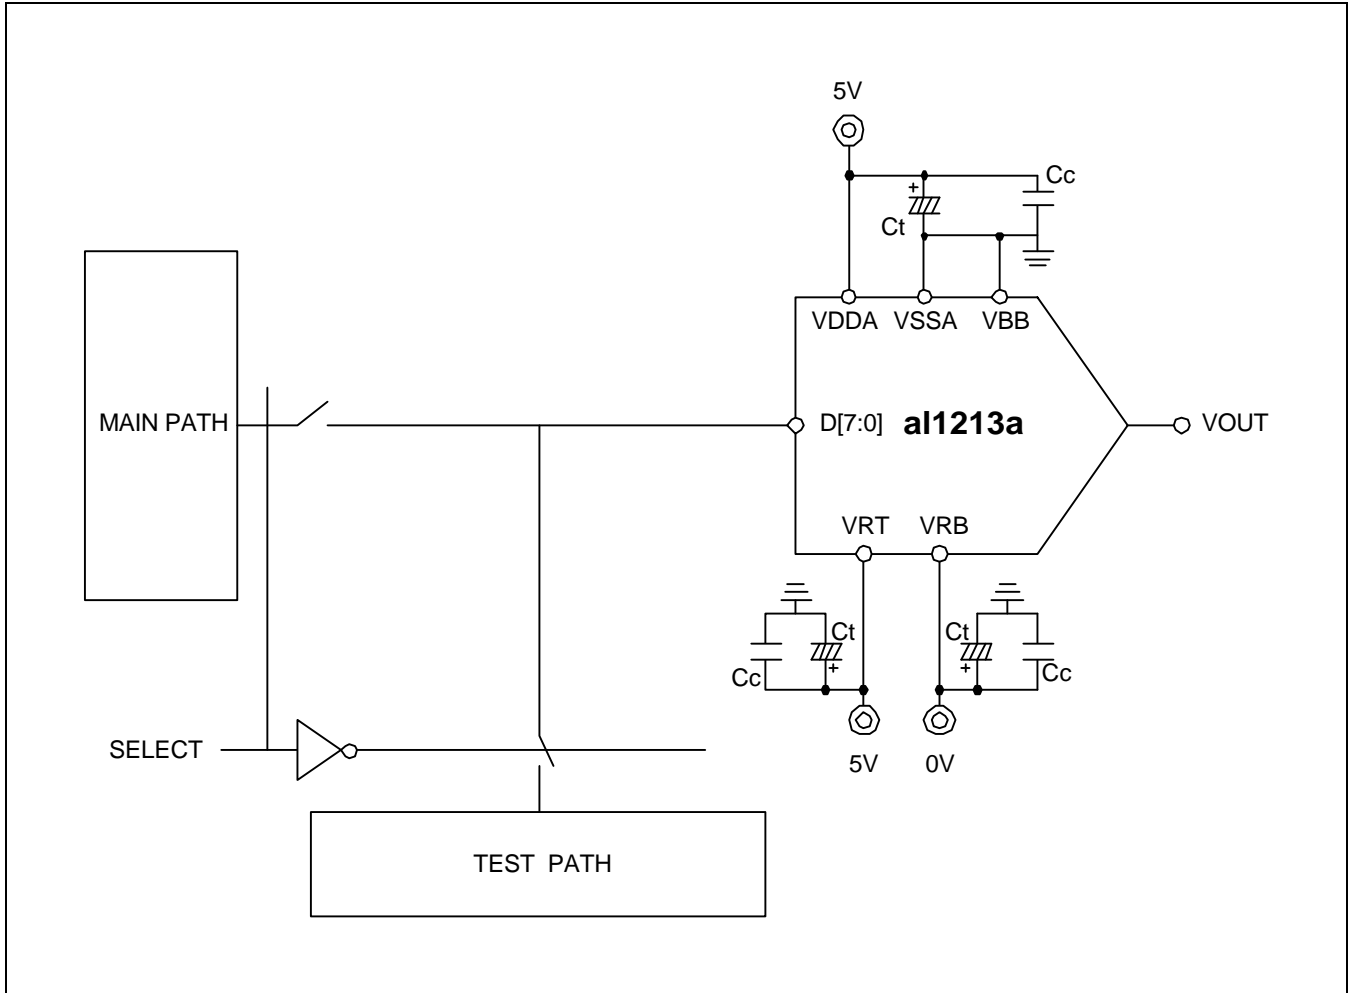 5V
Cc
+
Ct
VDDA VSSA VBB
MAIN PATH
D[7:0] al1213a
VOUT
VRT VRB
Ct
+
Cc
Ct
+
Cc
SELECT
5V 0V
TEST PATH